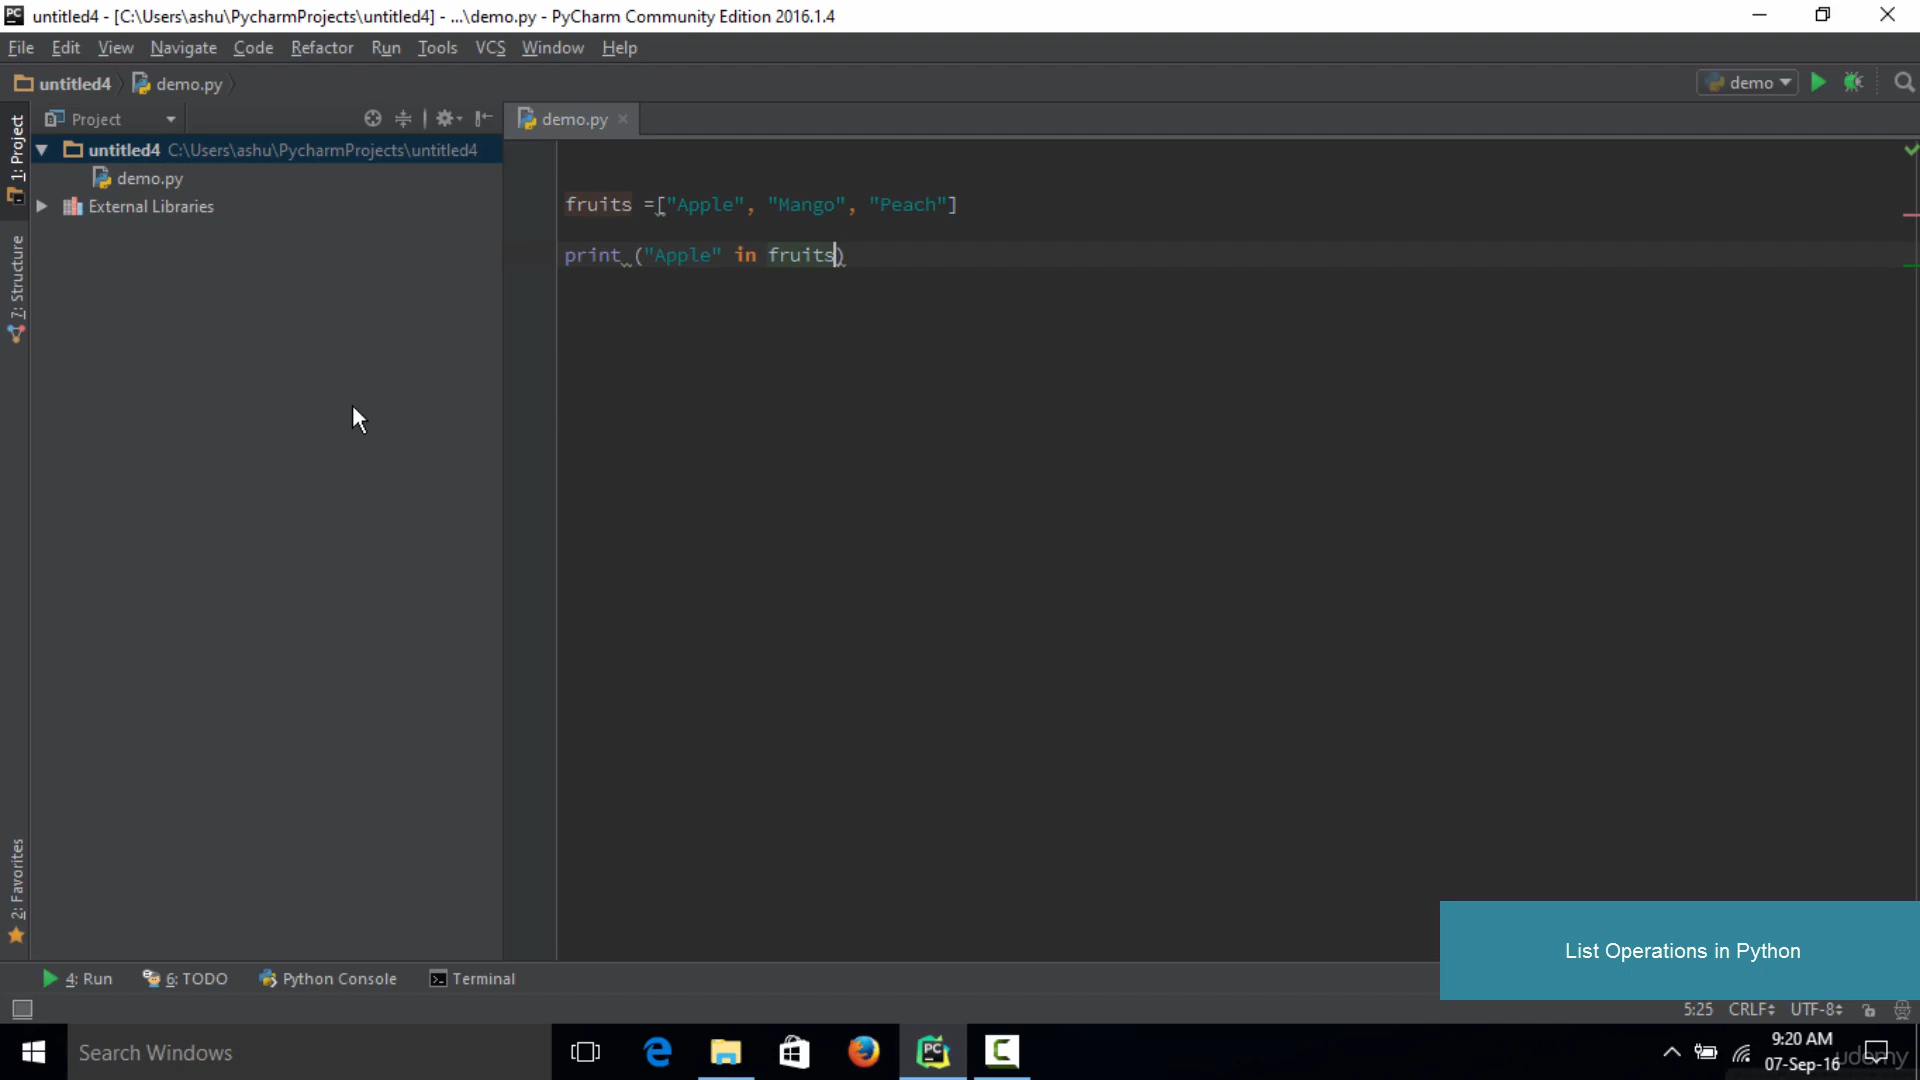 untitled4 - [C:\Users\ashu\PycharmProjects\untitled4] - ...\demo.py - PyCharm Community Edition 2016.1.4
File Edit View Navigate Code Refactor Run Tools VCS Window Help
untitled4 demo.py demo
Project demo.py
1: Project
untitled4 C:\Users\ashu\PycharmProjects\untitled4
demo.py
External Libraries
7: Structure
2: Favorites
fruits =["Apple", "Mango", "Peach"]
print ("Apple" in fruits)
List Operations in Python
4: Run 6: TODO Python Console Terminal
5:25 CRLF UTF-8
Search Windows
9:20 AM
07-Sep-16
udemy